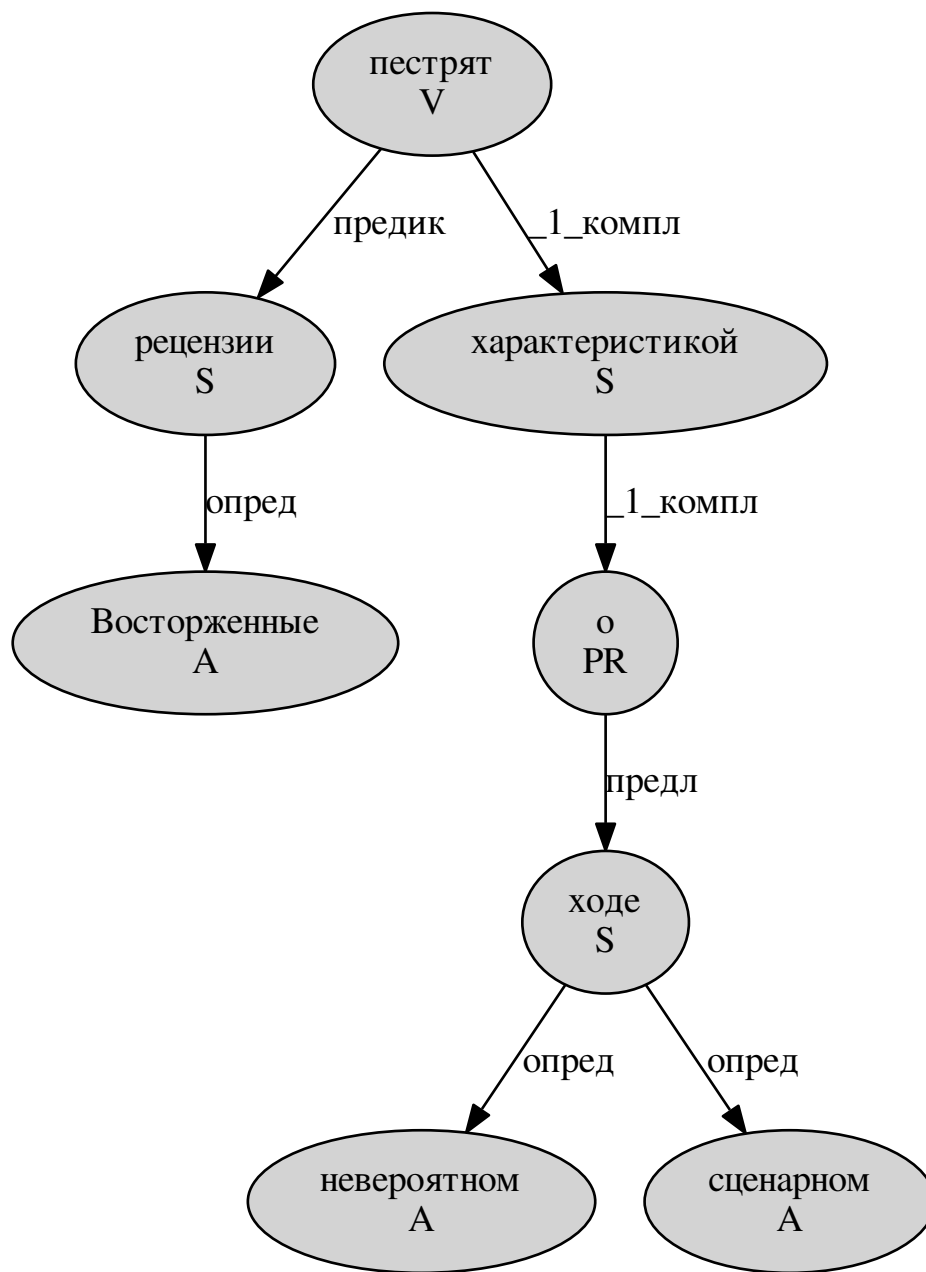 пестрят
V
предик
_1_компл
рецензии
S
характеристикой
S
опред
_1_компл
Восторженные
A
о
PR
предл
ходе
S
опред
опред
невероятном
A
сценарном
A